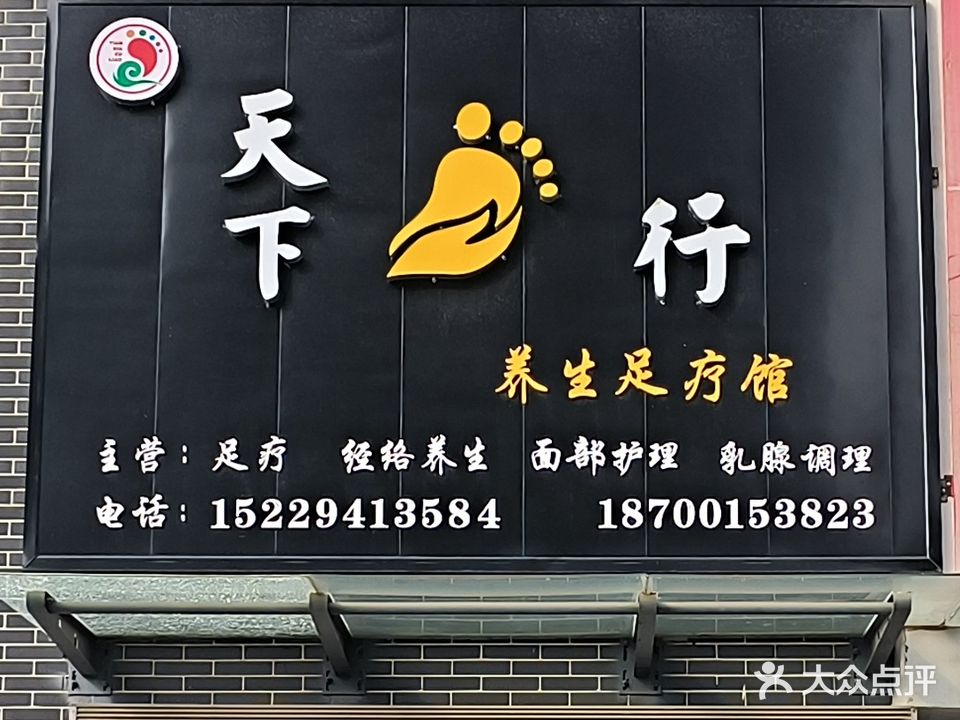 天下行
养生足疗馆
主营：足疗 经络养生 面部护理 乳腺调理
电话：15229413584 18700153823
大众点评